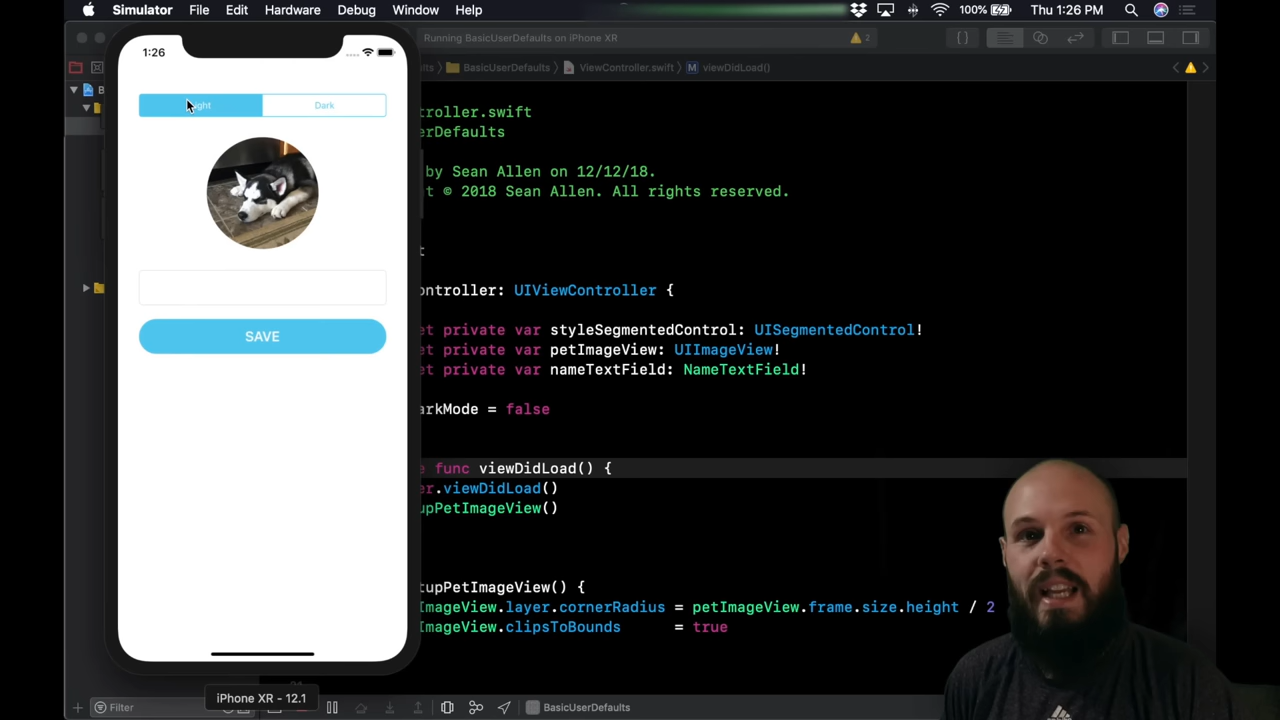 Simulator File Edit Hardware Debug Window Help 100% Thu 1:26 PM
Running BasicUserDefaults on iPhone XR 2
1:26
BasicUserDefaults ViewController.swift M viewDidLoad()
Dark
SAVE
troller.swift
erDefaults
by Sean Allen on 12/12/18.
t © 2018 Sean Allen. All rights reserved.
t
ontroller: UIViewController {
et private var styleSegmentedControl: UISegmentedControl!
et private var petImageView: UIImageView!
et private var nameTextField: NameTextField!
arkMode = false
e func viewDidLoad() {
er.viewDidLoad()
upPetImageView()
tupPetImageView() {
ImageView.layer.cornerRadius = petImageView.frame.size.height / 2
ImageView.clipsToBounds = true
iPhone XR - 12.1
Filter
BasicUserDefaults